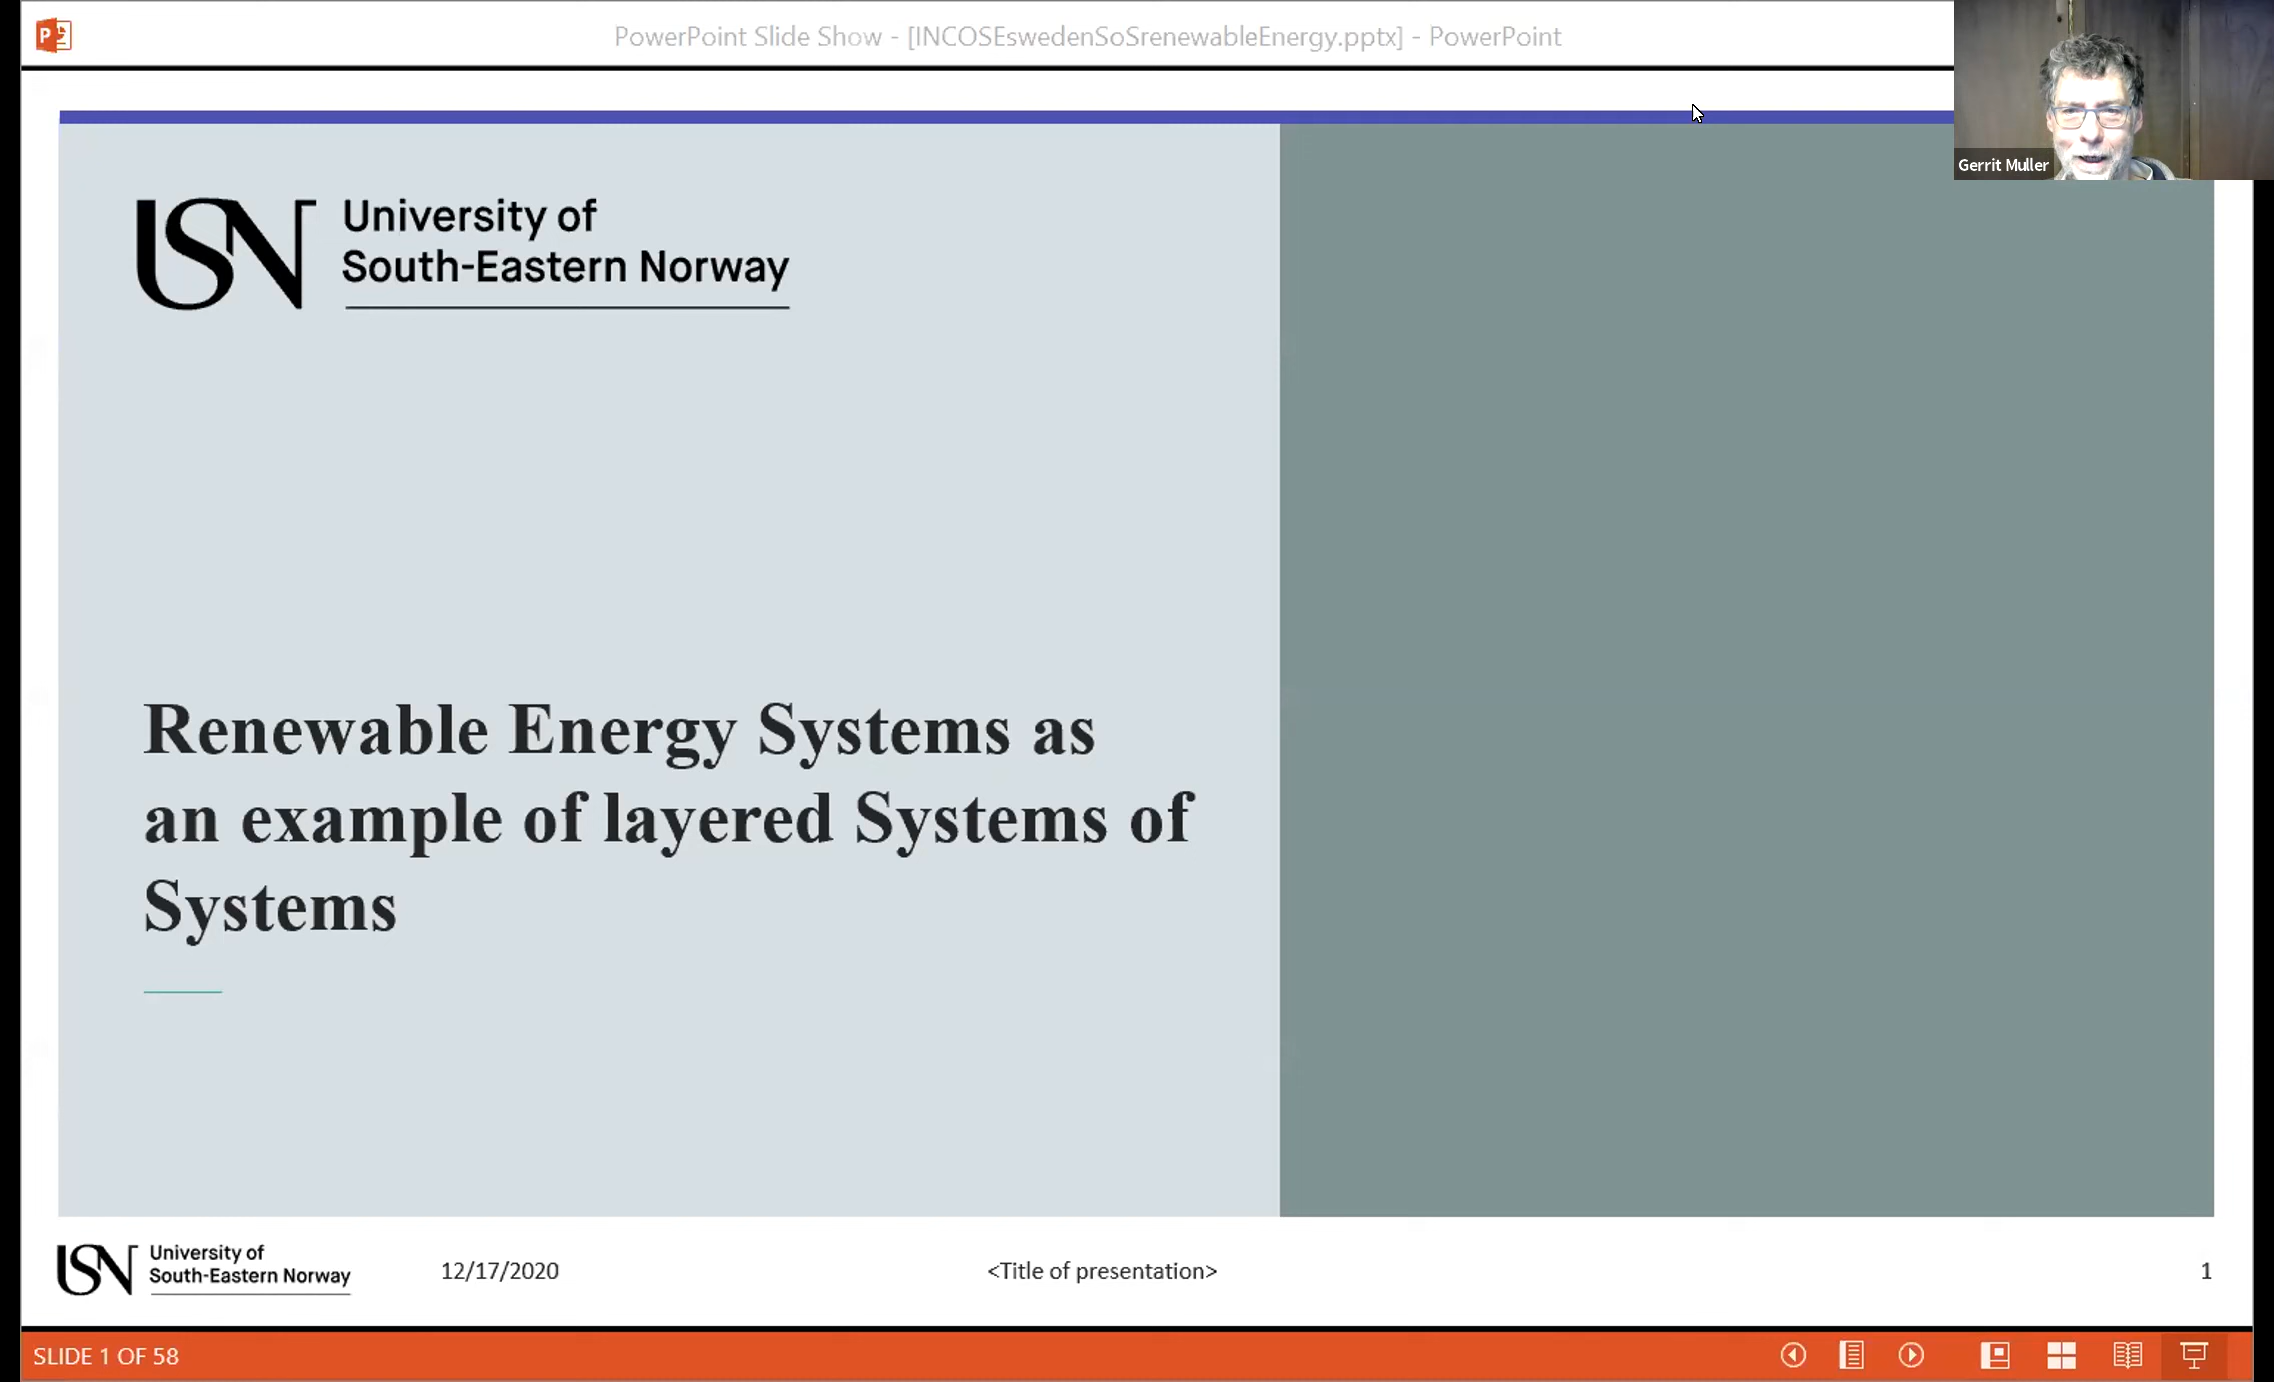 PowerPoint Slide Show - [INCOSEswedenSoSrenewableEnergy.pptx] - PowerPoint
Gerrit Muller
USN
University of
South-Eastern Norway
Renewable Energy Systems as
an example of layered Systems of
Systems
USN
University of
South-Eastern Norway
12/17/2020
<Title of presentation>
1
SLIDE 1 OF 58